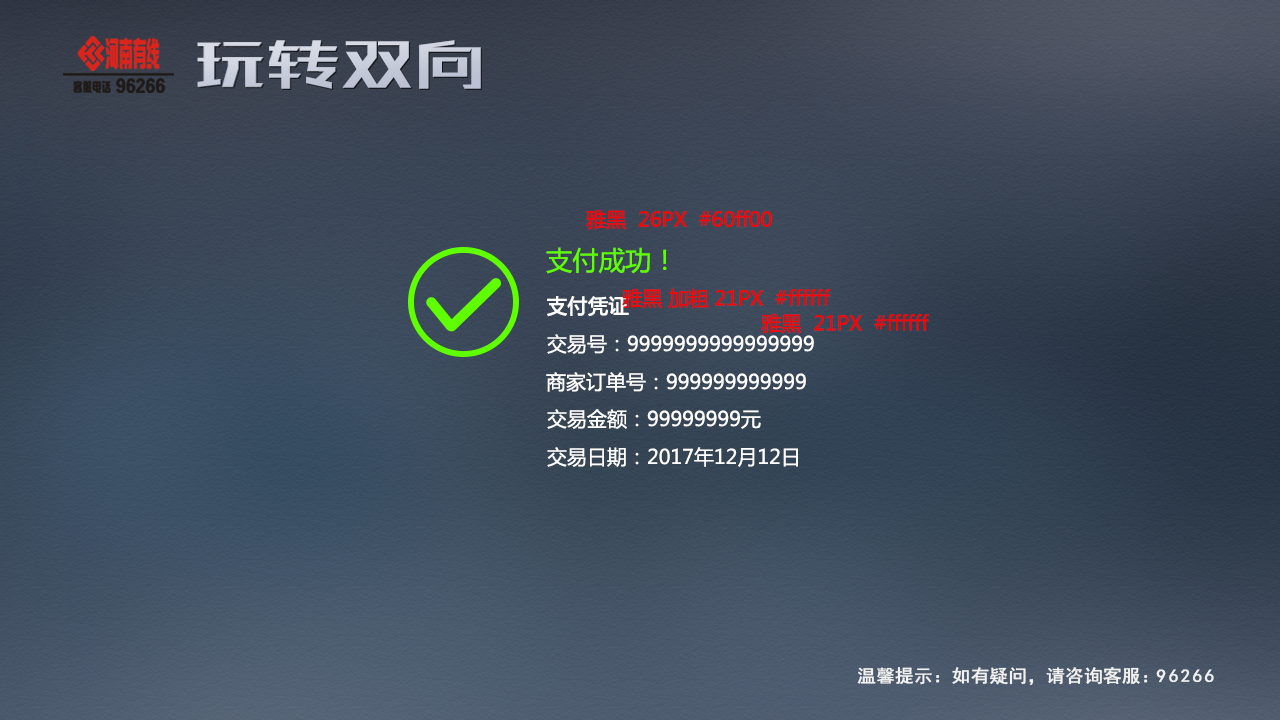 河南有线
客服电话 96266
玩转双向
雅黑 26PX #60ff00
支付成功！
雅黑 加粗 21PX #ffffff
支付凭证
雅黑 21PX #ffffff
交易号：9999999999999999
商家订单号：999999999999
交易金额：99999999元
交易日期：2017年12月12日
温馨提示：如有疑问，请咨询客服：96266